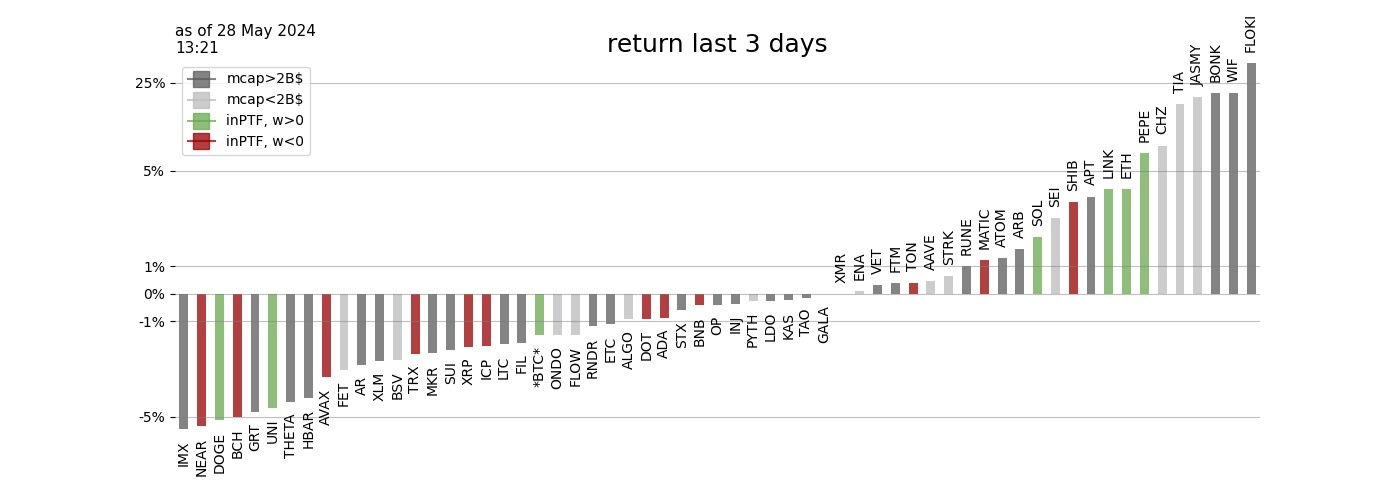 as of 28 May 2024
13:21
return last 3 days
mcap>2B$
mcap<2B$
inPTF, w>0
inPTF, w<0
25%
5%
1%
0%
-1%
-5%
IMX
NEAR
DOGE
BCH
GRT
UNI
THETA
HBAR
AVAX
FET
AR
XLM
BSV
TRX
MKR
SUI
XRP
ICP
LTC
FIL
*BTC*
ONDO
FLOW
RNDR
ETC
ALGO
DOT
ADA
STX
BNB
OP
INJ
PYTH
LDO
KAS
TAO
GALA
XMR
ENA
VET
FTM
TON
AAVE
STRK
RUNE
MATIC
ATOM
ARB
SOL
SEI
SHIB
APT
LINK
ETH
PEPE
CHZ
TIA
JASMY
BONK
WIF
FLOKI